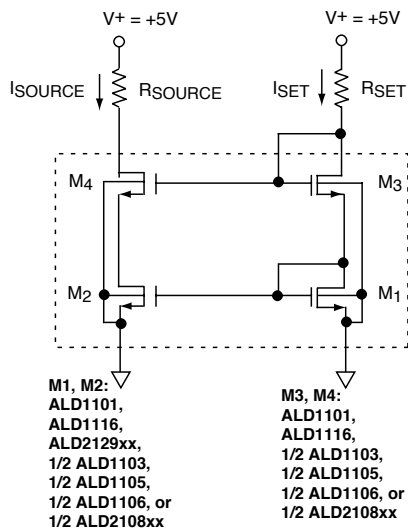 V+ = +5V
V+ = +5V
ISOURCE
RSOURCE
ISET
RSET
M4
M3
M2
M1
M1, M2:
ALD1101,
ALD1116,
ALD2129xx,
1/2 ALD1103,
1/2 ALD1105,
1/2 ALD1106, or
1/2 ALD2108xx
M3, M4:
ALD1101,
ALD1116,
1/2 ALD1103,
1/2 ALD1105,
1/2 ALD1106, or
1/2 ALD2108xx